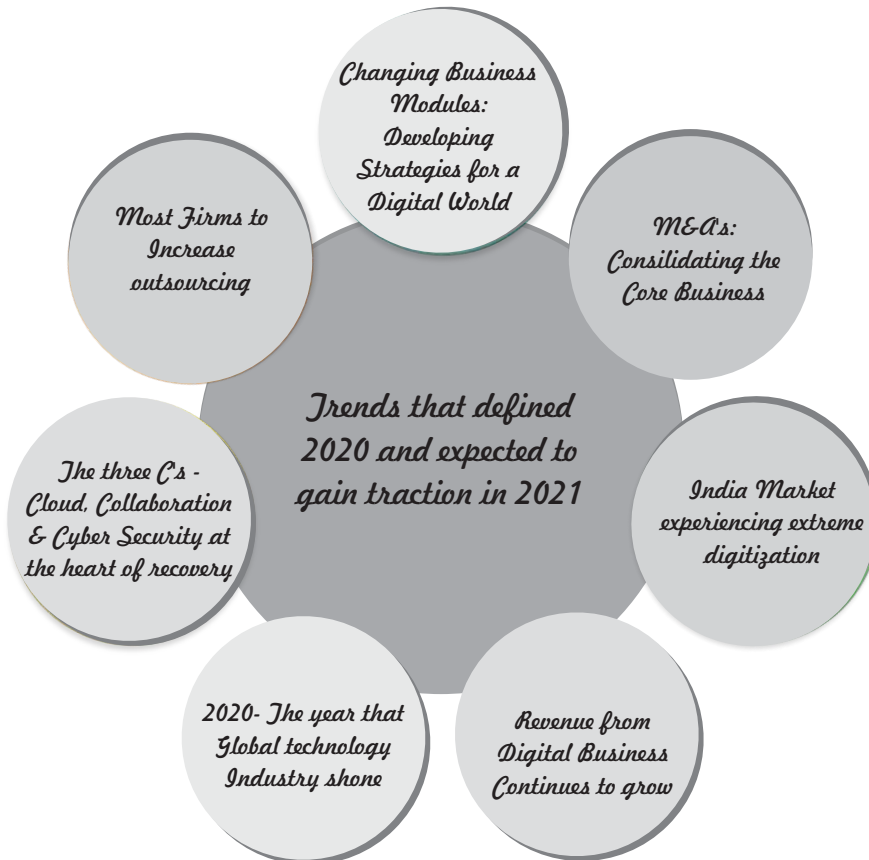 Changing Business
Modules:
Developing
Strategies for a
Digital World
M&A's:
Consilidating the
Core Business
India Market
experiencing extreme
digitization
Revenue from
Digital Business
Continues to grow
2020- The year that
Global technology
Industry shone
The three C's -
Cloud, Collaboration
& Cyber Security at
the heart of recovery
Most Firms to
Increase
outsourcing
Trends that defined
2020 and expected to
gain traction in 2021